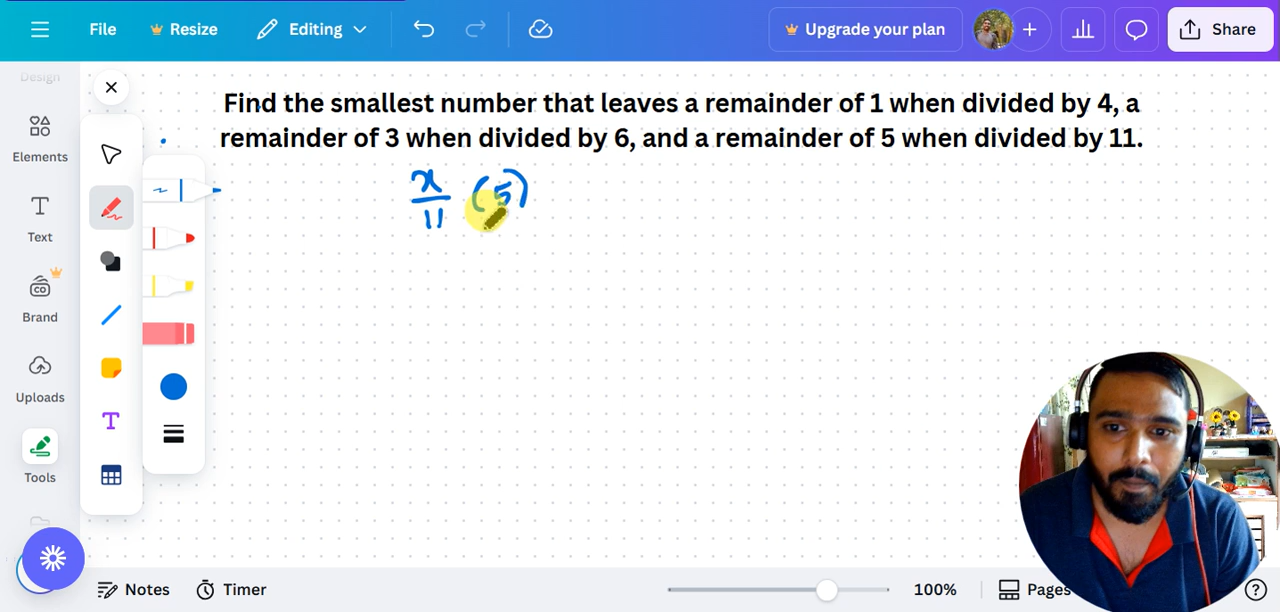 File
Resize
Editing
Upgrade your plan
Share
Design
Elements
Text
Brand
Uploads
Tools
Find the smallest number that leaves a remainder of 1 when divided by 4, a
remainder of 3 when divided by 6, and a remainder of 5 when divided by 11.
x
11
(5)
Notes
Timer
100%
Pages